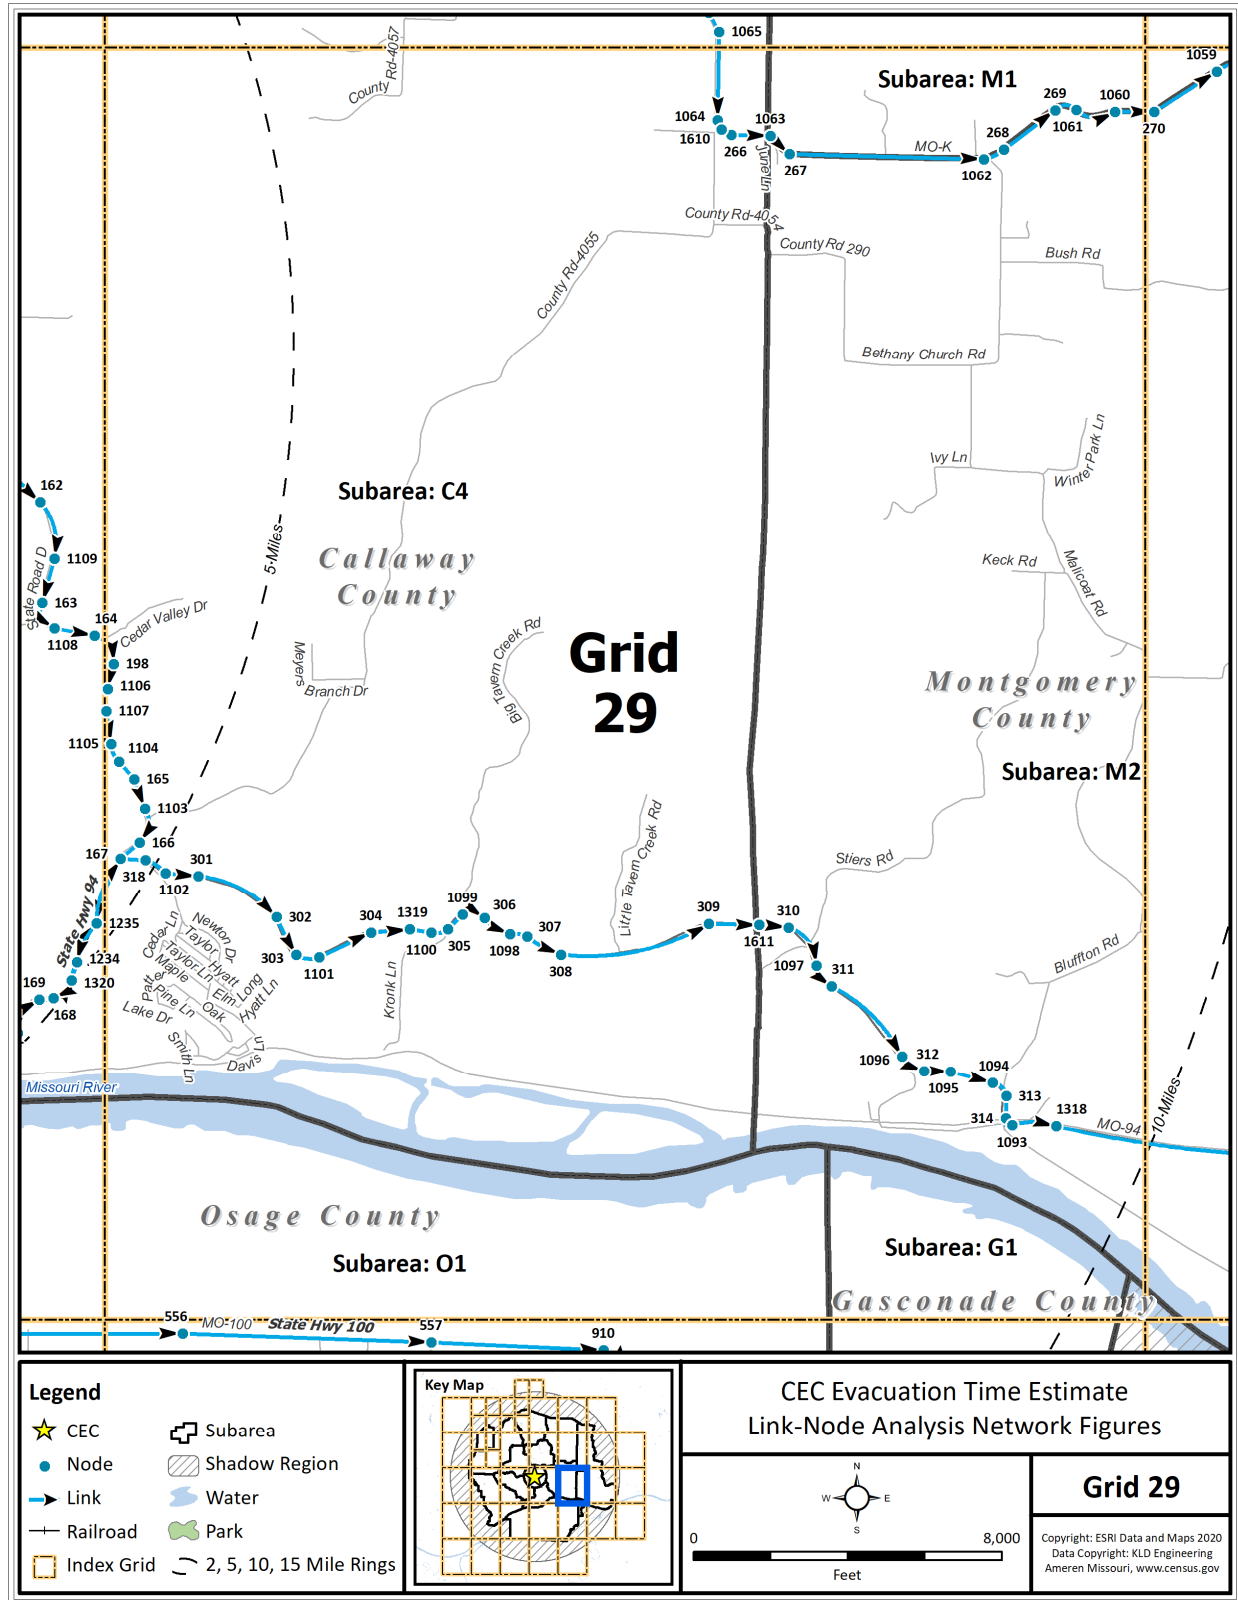 1065
1059
County Rd-4057
Subarea: M1
269
1060
1064
1063
1061
270
1610
266
268
MO-K
267
1062
June Ln
County Rd-4054
County Rd-4055
County Rd 290
Bush Rd
Bethany Church Rd
Ivy Ln
Winter Park Ln
162
Subarea: C4
5-Miles
1109
Callaway
County
Keck Rd
Malicoat Rd
State Road D
163
164
Cedar Valley Dr
1108
Big Tavern Creek Rd
Grid
29
198
Meyers
Branch Dr
1106
Montgomery
County
1107
1105
1104
Subarea: M2
165
1103
Little Tavern Creek Rd
166
167
318
301
1102
Stiers Rd
State Hwy 94
1235
302
304
1319
1099
306
309
310
Cedar Ln
Newton Dr
Taylor
307
1100
305
1098
1611
303
1101
308
1234
Taylor Ln
Hyatt
Maple
1097
311
Bluffton Rd
169
1320
168
Pine Ln
Elm
Long
Hyatt Ln
Oak
Lake Dr
Kronk Ln
Smith Ln
Davis
Ln
1096
312
1095
1094
313
314
1093
1318
MO-94
10-Miles
Missouri River
Osage County
Subarea: O1
Subarea: G1
Gasconade County
556
MO-100
State Hwy 100
557
910
Legend
CEC
Subarea
Node
Shadow Region
Link
Water
Railroad
Park
Index Grid
2, 5, 10, 15 Mile Rings
Key Map
CEC Evacuation Time Estimate
Link-Node Analysis Network Figures
N
W
E
S
0
8,000
Feet
Grid 29
Copyright: ESRI Data and Maps 2020
Data Copyright: KLD Engineering
Ameren Missouri, www.census.gov